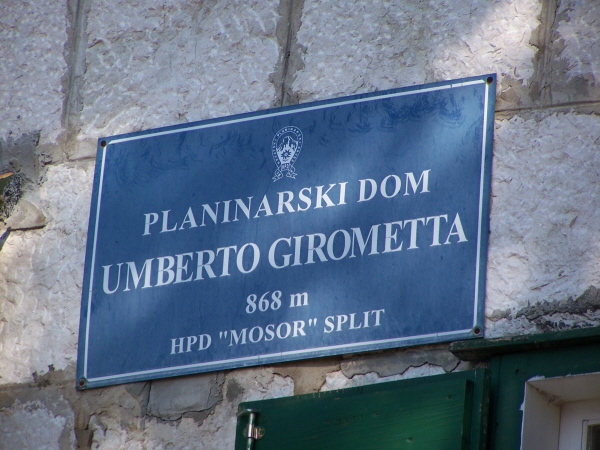 PLANINARSKI DOM
UMBERTO GIROMETTA
868 m
HPD "MOSOR" SPLIT